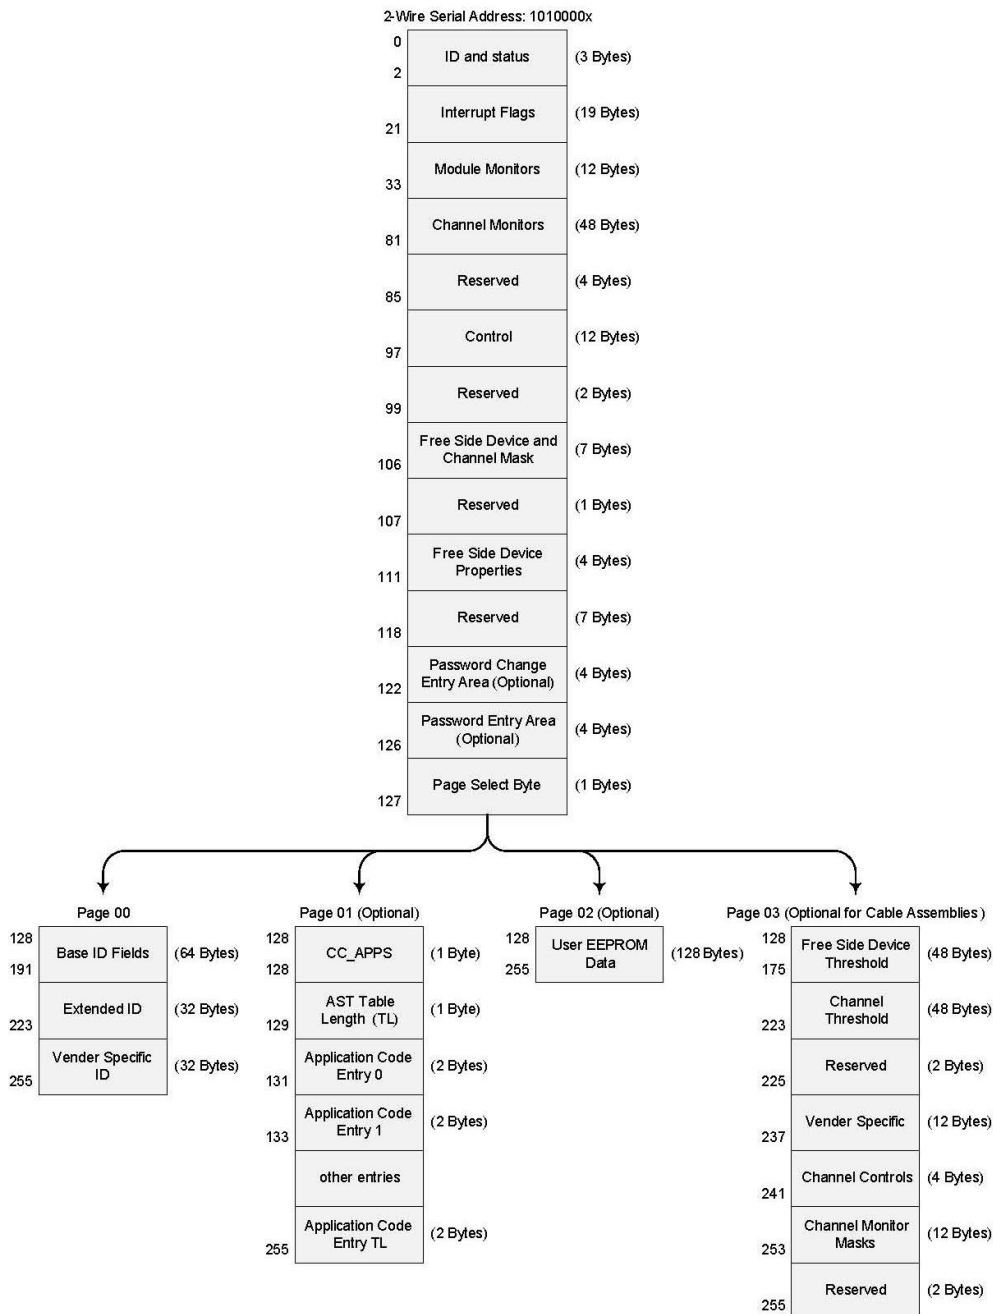 2-Wire Serial Address: 1010000x
0
ID and status (3 Bytes)
2
Interrupt Flags (19 Bytes)
21
Module Monitors (12 Bytes)
33
Channel Monitors (48 Bytes)
81
Reserved (4 Bytes)
85
Control (12 Bytes)
97
Reserved (2 Bytes)
99
Free Side Device and
Channel Mask (7 Bytes)
106
Reserved (1 Bytes)
107
Free Side Device
Properties (4 Bytes)
111
Reserved (7 Bytes)
118
Password Change
Entry Area (Optional) (4 Bytes)
122
Password Entry Area
(Optional) (4 Bytes)
126
Page Select Byte (1 Bytes)
127
Page 00
128
Base ID Fields (64 Bytes)
191
Extended ID (32 Bytes)
223
Vender Specific
ID (32 Bytes)
255
Page 01 (Optional)
128
CC_APPS (1 Byte)
128
AST Table
Length (TL) (1 Byte)
129
Application Code
Entry 0 (2 Bytes)
131
Application Code
Entry 1 (2 Bytes)
133
other entries
Application Code
Entry TL (2 Bytes)
255
Page 02 (Optional)
128
User EEPROM
Data (128 Bytes)
255
Page 03 (Optional for Cable Assemblies )
128
Free Side Device
Threshold (48 Bytes)
175
Channel
Threshold (48 Bytes)
223
Reserved (2 Bytes)
225
Vender Specific (12 Bytes)
237
Channel Controls (4 Bytes)
241
Channel Monitor
Masks (12 Bytes)
253
Reserved (2 Bytes)
255